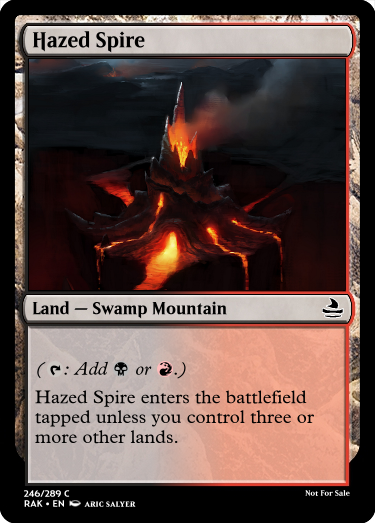 Hazed Spire
Land — Swamp Mountain
( : Add or .)
Hazed Spire enters the battlefield
tapped unless you control three or
more other lands.
246/289 C
Not For Sale
RAK • EN ARIC SALYER